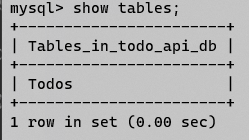 mysql> show tables;
+--------------------+
| Tables_in_todo_api_db |
+--------------------+
| Todos              |
+--------------------+
1 row in set (0.00 sec)